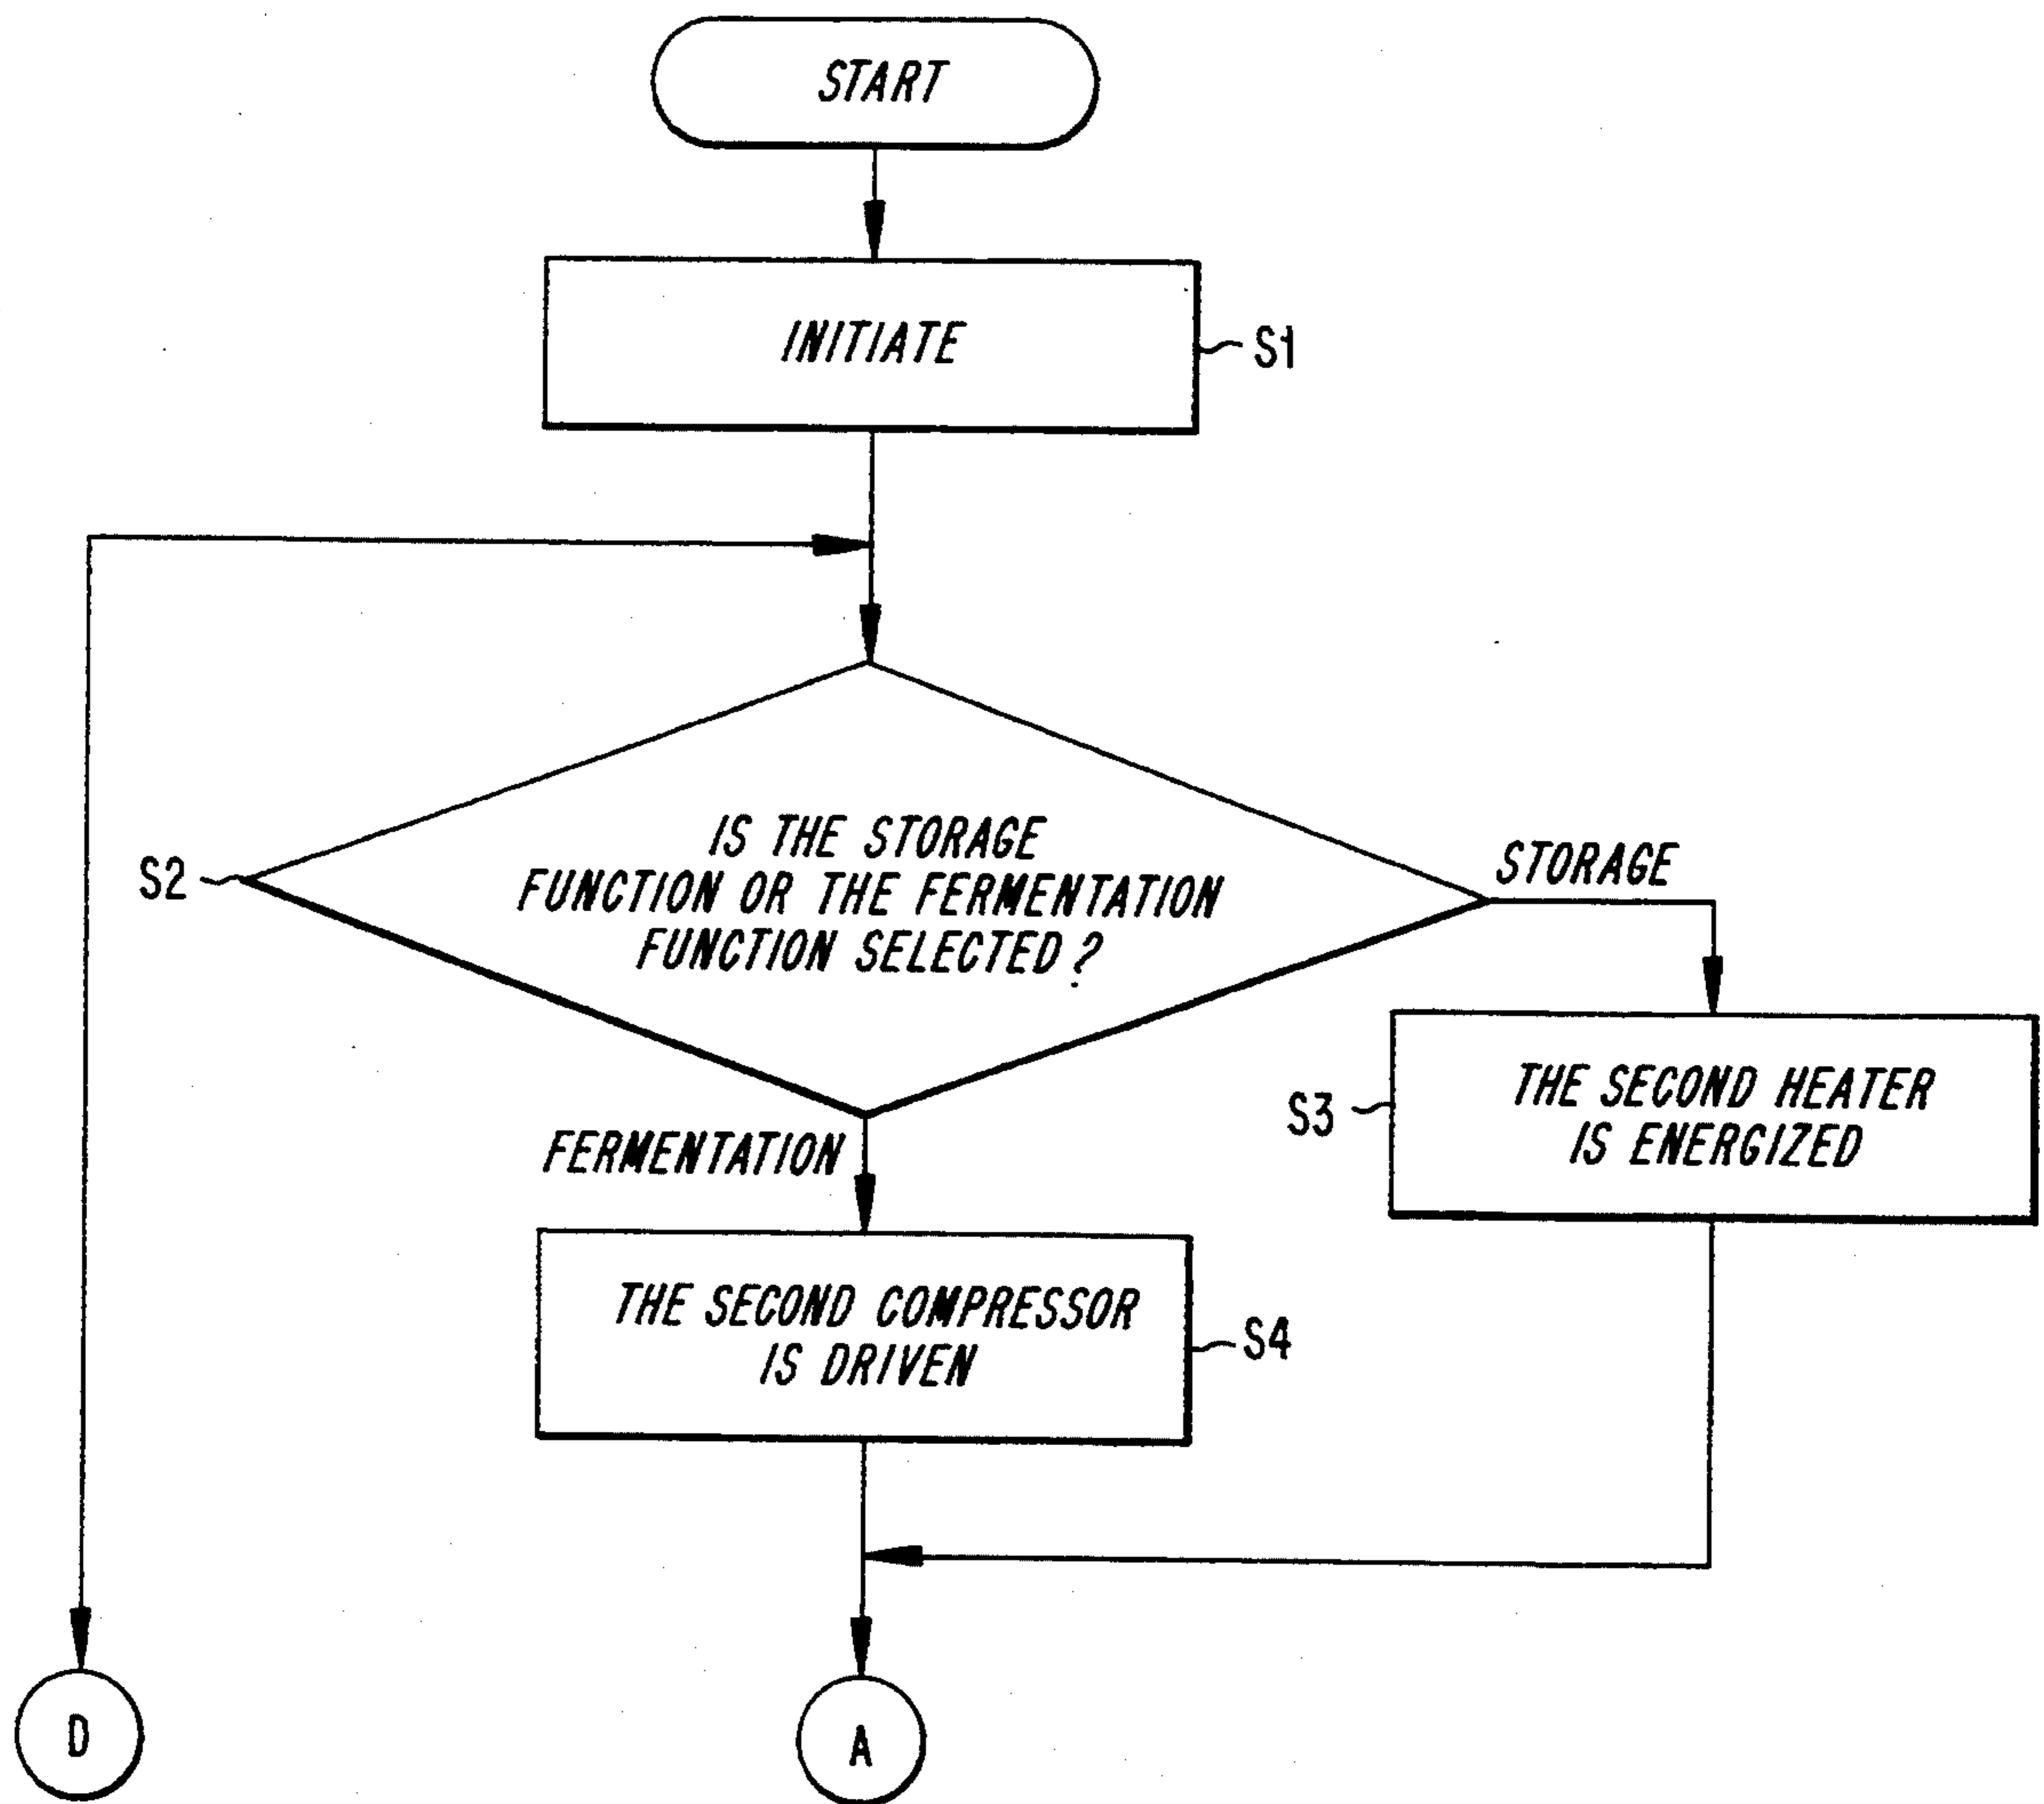 START
INITIATE
S1
IS THE STORAGE
FUNCTION OR THE FERMENTATION
FUNCTION SELECTED?
S2
STORAGE
THE SECOND HEATER
IS ENERGIZED
S3
FERMENTATION
THE SECOND COMPRESSOR
IS DRIVEN
S4
D
A